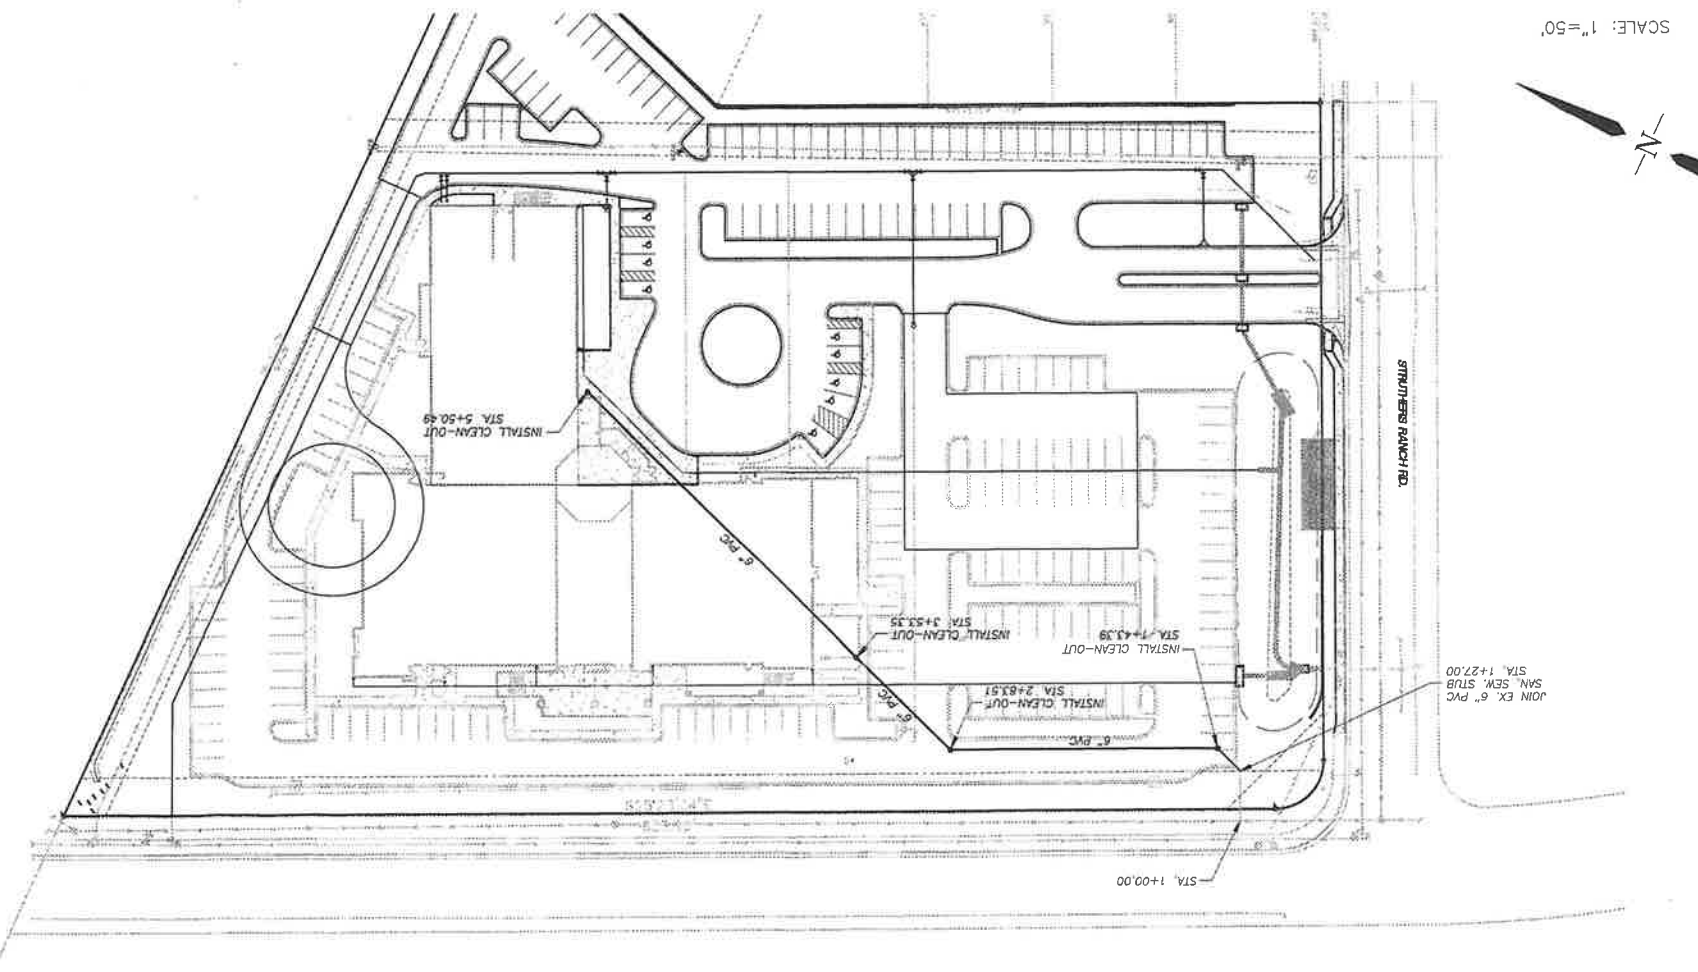 SCALE: 1"=50'
N
STRUTHERS RANCH RD.
INSTALL CLEAN-OUT
STA. 5+50.49
6" PVC
INSTALL CLEAN-OUT
STA. 3+53.35
INSTALL CLEAN-OUT
STA. 1+43.39
INSTALL CLEAN-OUT
STA. 2+83.51
6" PVC
6" PVC
JOIN EX. 6" PVC
SAN. SEW. STUB
STA. 1+27.00
STA. 1+00.00